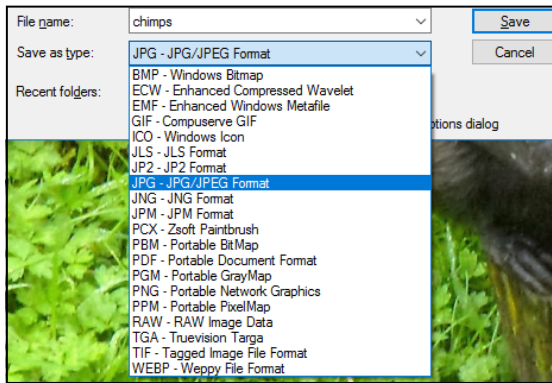 File name: chimps Save
Save as type: JPG - JPG/JPEG Format Cancel
BMP - Windows Bitmap
ECW - Enhanced Compressed Wavelet
Recent folders:
EMF - Enhanced Windows Metafile
GIF - Compuserve GIF
ptions dialog
ICO - Windows Icon
JLS - JLS Format
JP2 - JP2 Format
JPG - JPG/JPEG Format
JNG - JNG Format
JPM - JPM Format
PCX - Zsoft Paintbrush
PBM - Portable BitMap
PDF - Portable Document Format
PGM - Portable GrayMap
PNG - Portable Network Graphics
PPM - Portable PixelMap
RAW - RAW Image Data
TGA - Truevision Targa
TIF - Tagged Image File Format
WEBP - Weppy File Format